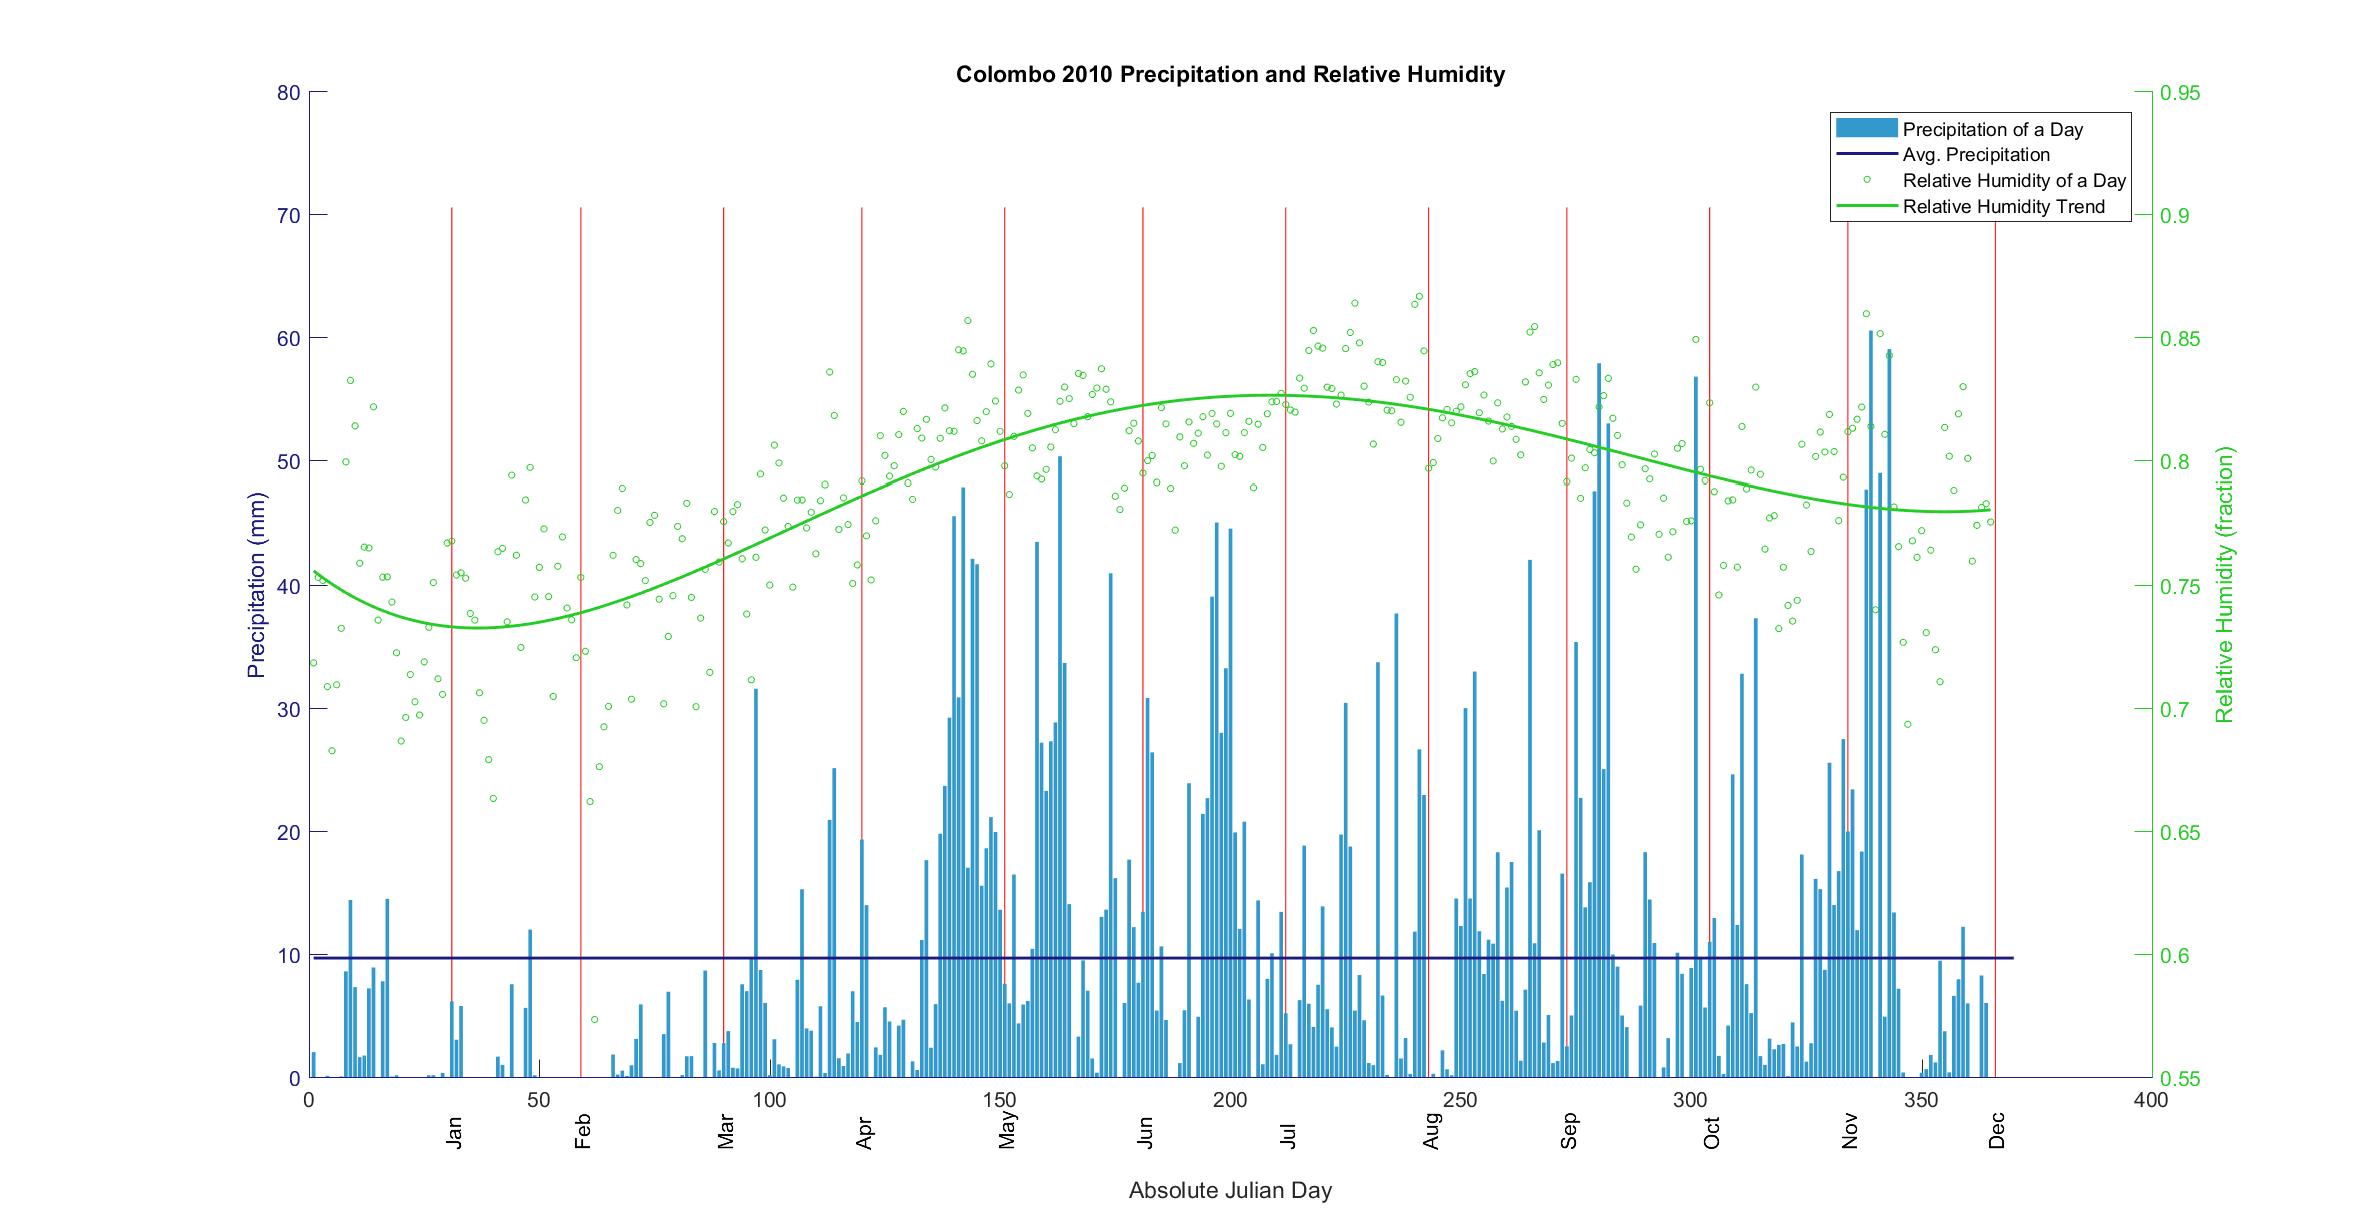 Colombo 2010 Precipitation and Relative Humidity
80
70
60
50
40
30
20
10
0
Precipitation (mm)
0.95
0.9
0.85
0.8
0.75
0.7
0.65
0.6
0.55
Relative Humidity (fraction)
Precipitation of a Day
Avg. Precipitation
Relative Humidity of a Day
Relative Humidity Trend
0 50 100 150 200 250 300 350 400
Jan Feb Mar Apr May Jun Jul Aug Sep Oct Nov Dec
Absolute Julian Day